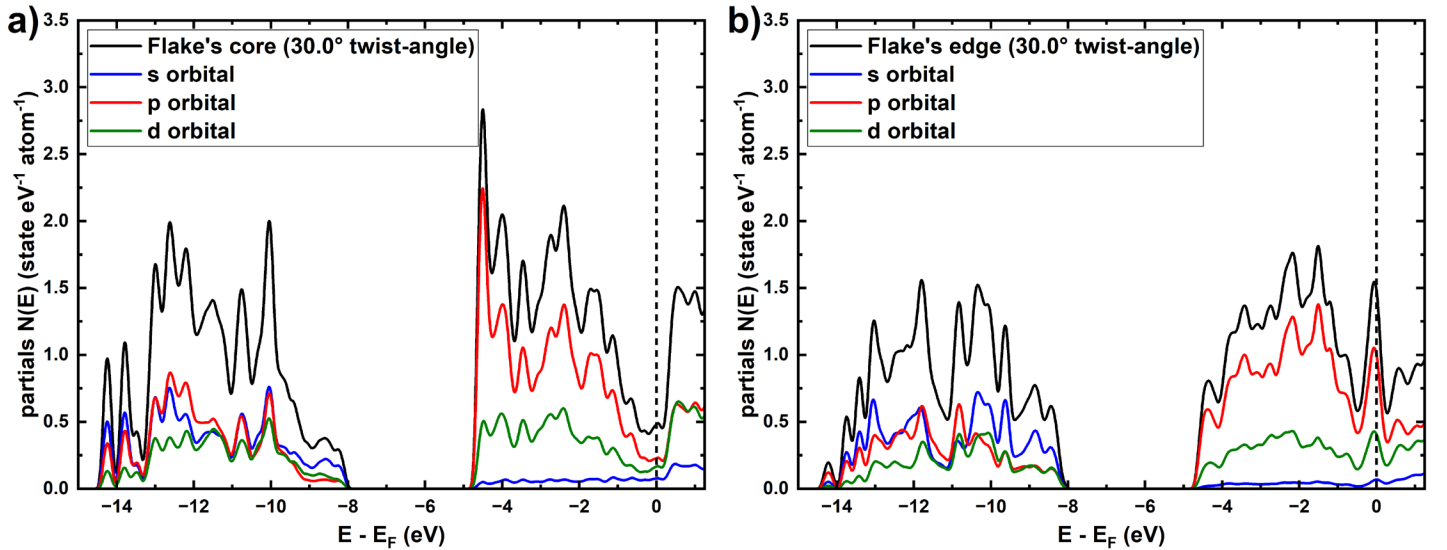 a)
Flake's core (30.0° twist-angle)
s orbital
p orbital
d orbital
partials N(E) (state eV⁻¹ atom⁻¹)
3.5
3.0
2.5
2.0
1.5
1.0
0.5
0.0
−14 −12 −10 −8 −6 −4 −2 0
E - E_F (eV)
b)
Flake's edge (30.0° twist-angle)
s orbital
p orbital
d orbital
partials N(E) (state eV⁻¹ atom⁻¹)
3.5
3.0
2.5
2.0
1.5
1.0
0.5
0.0
−14 −12 −10 −8 −6 −4 −2 0
E - E_F (eV)